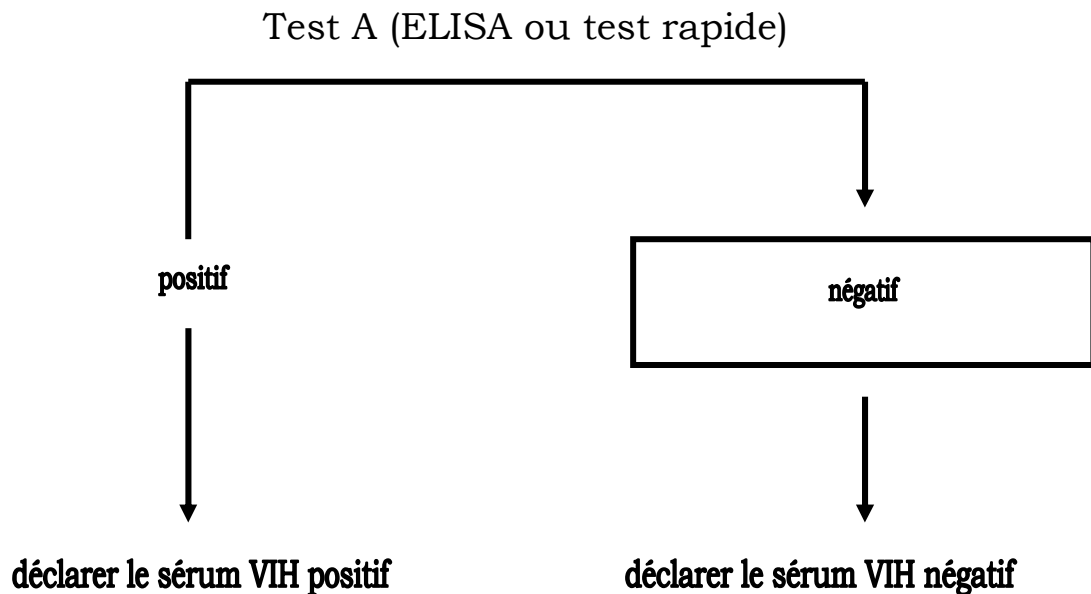 Test A (ELISA ou test rapide)
positif
négatif
déclarer le sérum VIH positif
déclarer le sérum VIH négatif